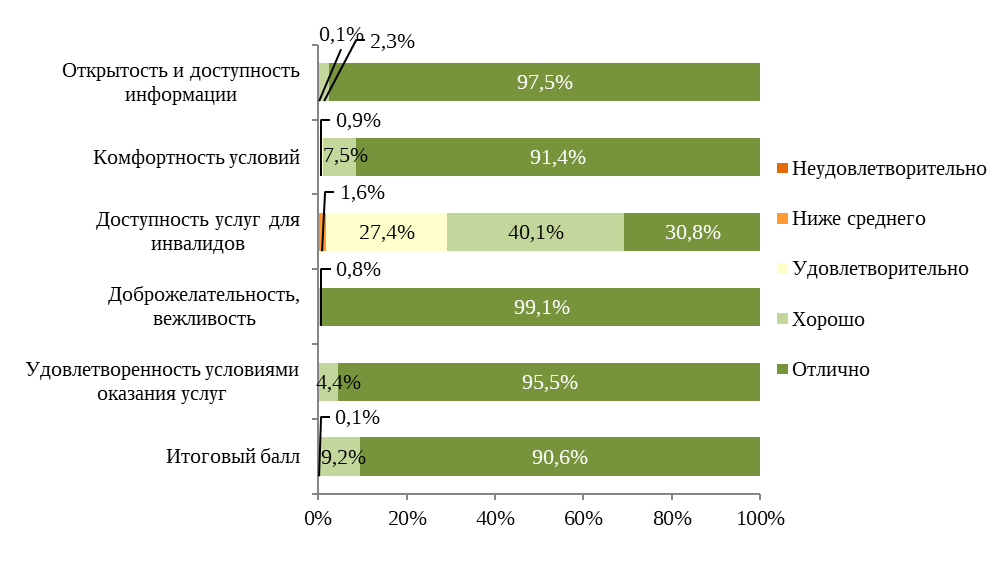 0,1%
2,3%
Открытость и доступность
информации
97,5%
0,9%
Комфортность условий
7,5%
91,4%
1,6%
Доступность услуг для
инвалидов
27,4%
40,1%
30,8%
0,8%
Доброжелательность,
вежливость
99,1%
Удовлетворенность условиями
оказания услуг
4,4%
95,5%
0,1%
Итоговый балл
9,2%
90,6%
0%
20%
40%
60%
80%
100%
Неудовлетворительно
Ниже среднего
Удовлетворительно
Хорошо
Отлично